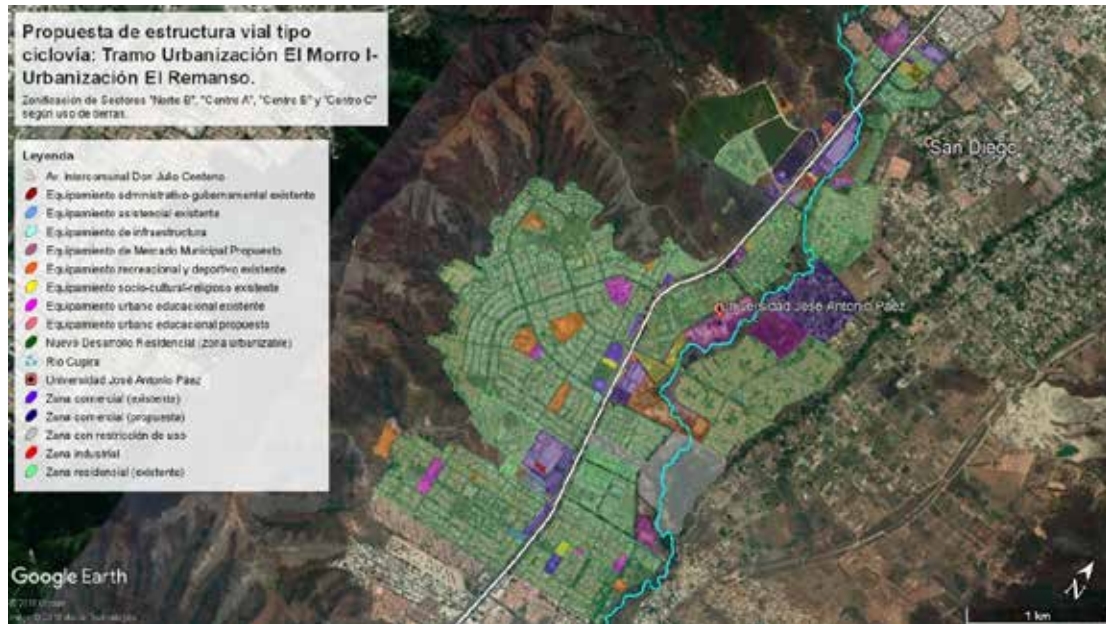 Propuesta de estructura vial tipo
ciclovía: Tramo Urbanización El Morro I-
Urbanización El Remanso.
Zonificación de Sectores "Norte B", "Centro A", "Centro B" y "Centro C"
según uso de tierras.
Leyenda
Av. Intercomunal Don Julio Centeno
Equipamiento administrativo-gubernamental existente
Equipamiento asistencial existente
Equipamiento de infraestructura
Equipamiento de Mercado Municipal Propuesto
Equipamiento recreacional y deportivo existente
Equipamiento socio-cultural-religioso existente
Equipamiento urbano educacional existente
Equipamiento urbano educacional propuesto
Nuevo Desarrollo Residencial (zona urbanizable)
Río Cupira
Universidad José Antonio Páez
Zona comercial (existente)
Zona comercial (propuesta)
Zona con restricción de uso
Zona industrial
Zona residencial (existente)
San Diego
Universidad José Antonio Páez
Google Earth
N
1 km